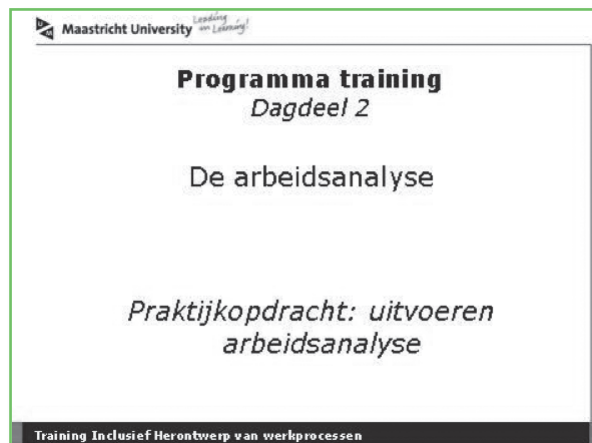 Maastricht University Leading in Learning!
Programma training
Dagdeel 2
De arbeidsanalyse
Praktijkopdracht: uitvoeren
arbeidsanalyse
Training Inclusief Herontwerp van werkprocessen